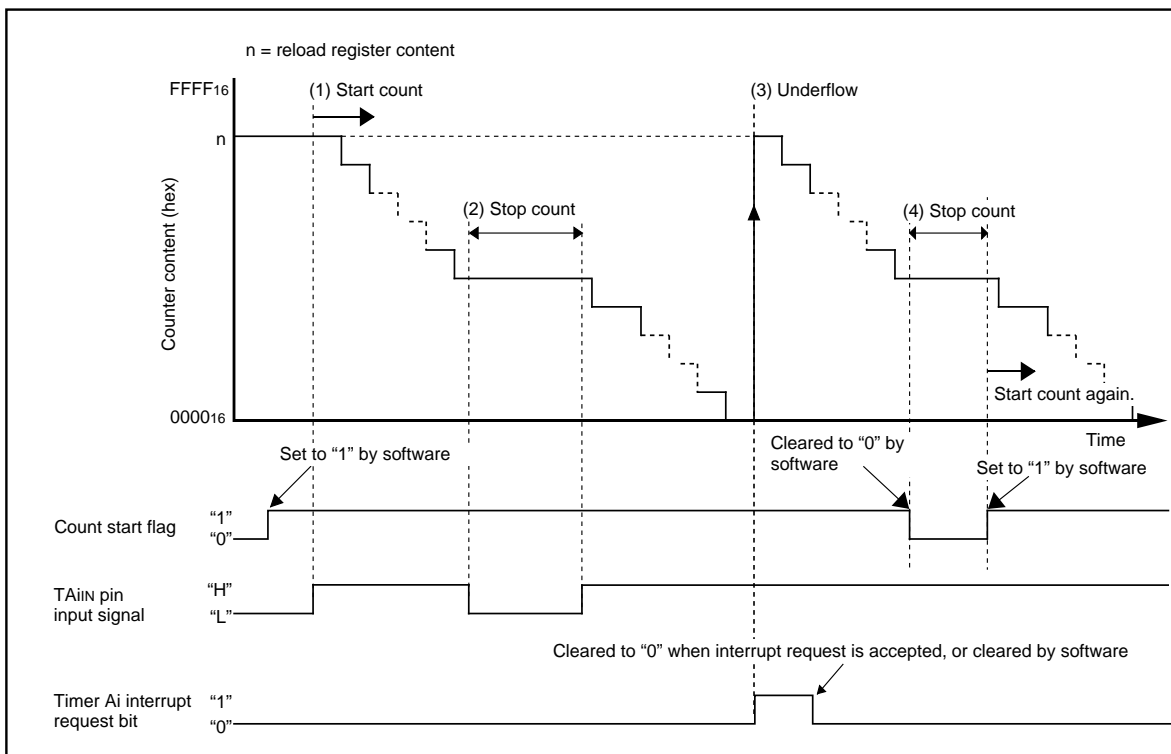 n = reload register content
FFFF16
(1) Start count
(3) Underflow
n
Counter content (hex)
(2) Stop count
(4) Stop count
Start count again.
000016
Time
Set to “1” by software
Cleared to “0” by
software
Set to “1” by software
Count start flag
“1”
“0”
TAiIN pin
input signal
“H”
“L”
Cleared to “0” when interrupt request is accepted, or cleared by software
Timer Ai interrupt
request bit
“1”
“0”